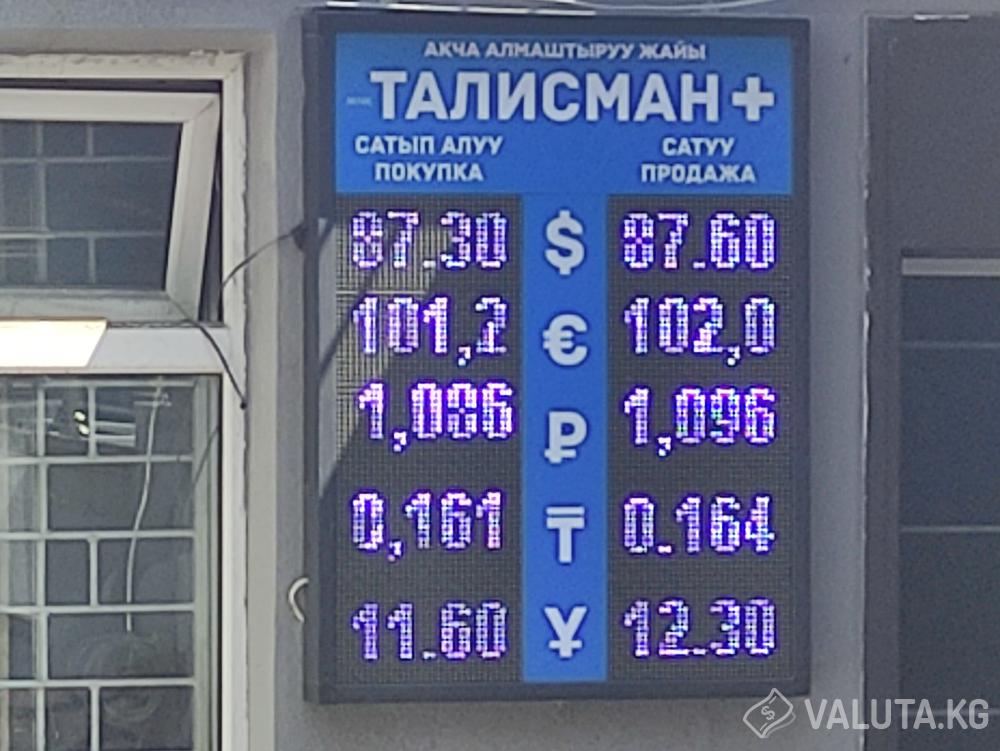 АКЧА АЛМАШТЫРУУ ЖАЙЫ
ТАЛИСМАН+
САТЫП АЛУУ САТУУ
ПОКУПКА ПРОДАЖА
87.30 $ 87.60
101,2 € 102,0
1,086 ₽ 1,096
0,161 ₸ 0.164
11.60 ¥ 12.30
VALUTA.KG